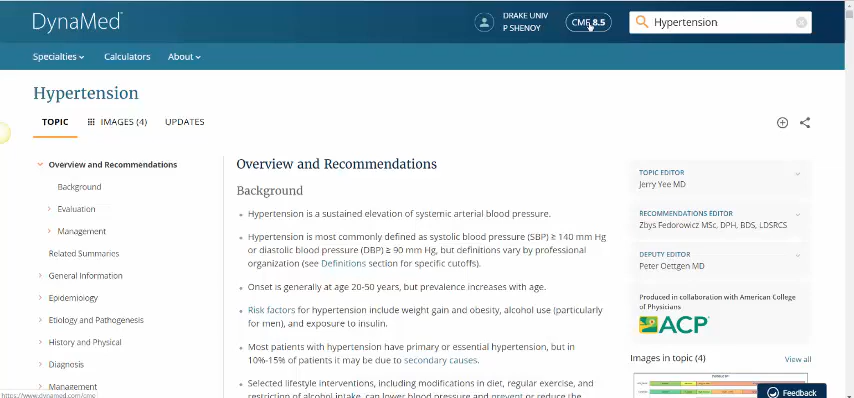 DynaMed
DRAKE UNIV
P SHENOY
CME 8.5
Hypertension
Specialties
Calculators
About
Hypertension
TOPIC
IMAGES (4)
UPDATES
Overview and Recommendations
Background
Evaluation
Management
Related Summaries
General Information
Epidemiology
Etiology and Pathogenesis
History and Physical
Diagnosis
Management
https://www.dynamed.com/cme
Overview and Recommendations
Background
Hypertension is a sustained elevation of systemic arterial blood pressure.
Hypertension is most commonly defined as systolic blood pressure (SBP) ≥ 140 mm Hg
or diastolic blood pressure (DBP) ≥ 90 mm Hg, but definitions vary by professional
organization (see Definitions section for specific cutoffs).
Onset is generally at age 20-50 years, but prevalence increases with age.
Risk factors for hypertension include weight gain and obesity, alcohol use (particularly
for men), and exposure to insulin.
Most patients with hypertension have primary or essential hypertension, but in
10%-15% of patients it may be due to secondary causes.
Selected lifestyle interventions, including modifications in diet, regular exercise, and
restriction of alcohol intake, can lower blood pressure and prevent or reduce the
TOPIC EDITOR
Jerry Yee MD
RECOMMENDATIONS EDITOR
Zbys Fedorowicz MSc, DPH, BDS, LDSRCS
DEPUTY EDITOR
Peter Oettgen MD
Produced in collaboration with American College
of Physicians
ACP
Images in topic (4)
View all
Feedback